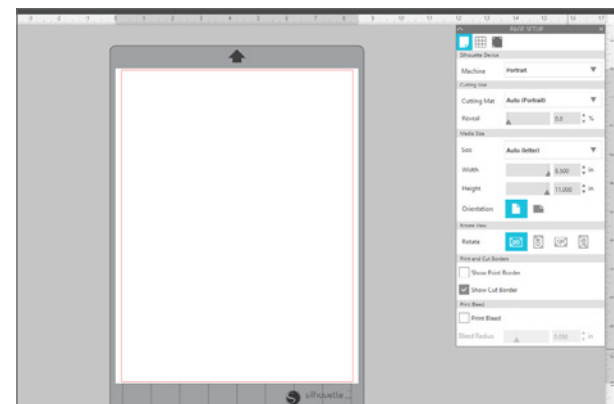 PAGE SETUP
Silhouette Device
Machine Portrait
Cutting Mat
Cutting Mat Auto (Portrait)
Reveal 0.0 %
Media Size
Size Auto (letter)
Width 8.500 in
Height 11.000 in
Orientation
Rotate View
Rotate
Print and Cut Borders
Show Print Border
Show Cut Border
Print Bleed
Print Bleed
Bleed Radius 0.050 in
silhouette